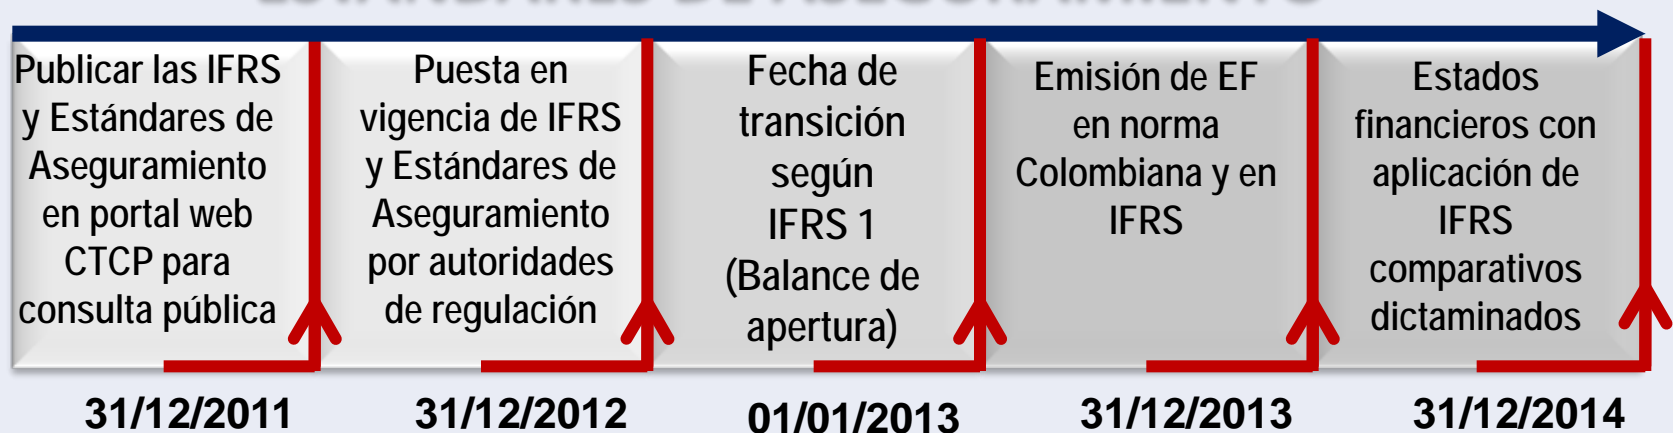 ESTÁNDARES DE ASEGURAMIENTO
Publicar las IFRS
y Estándares de
Aseguramiento
en portal web
CTCP para
consulta pública
Puesta en
vigencia de IFRS
y Estándares de
Aseguramiento
por autoridades
de regulación
Fecha de
transición
según
IFRS 1
(Balance de
apertura)
Emisión de EF
en norma
Colombiana y en
IFRS
Estados
financieros con
aplicación de
IFRS
comparativos
dictaminados
31/12/2011
31/12/2012
01/01/2013
31/12/2013
31/12/2014